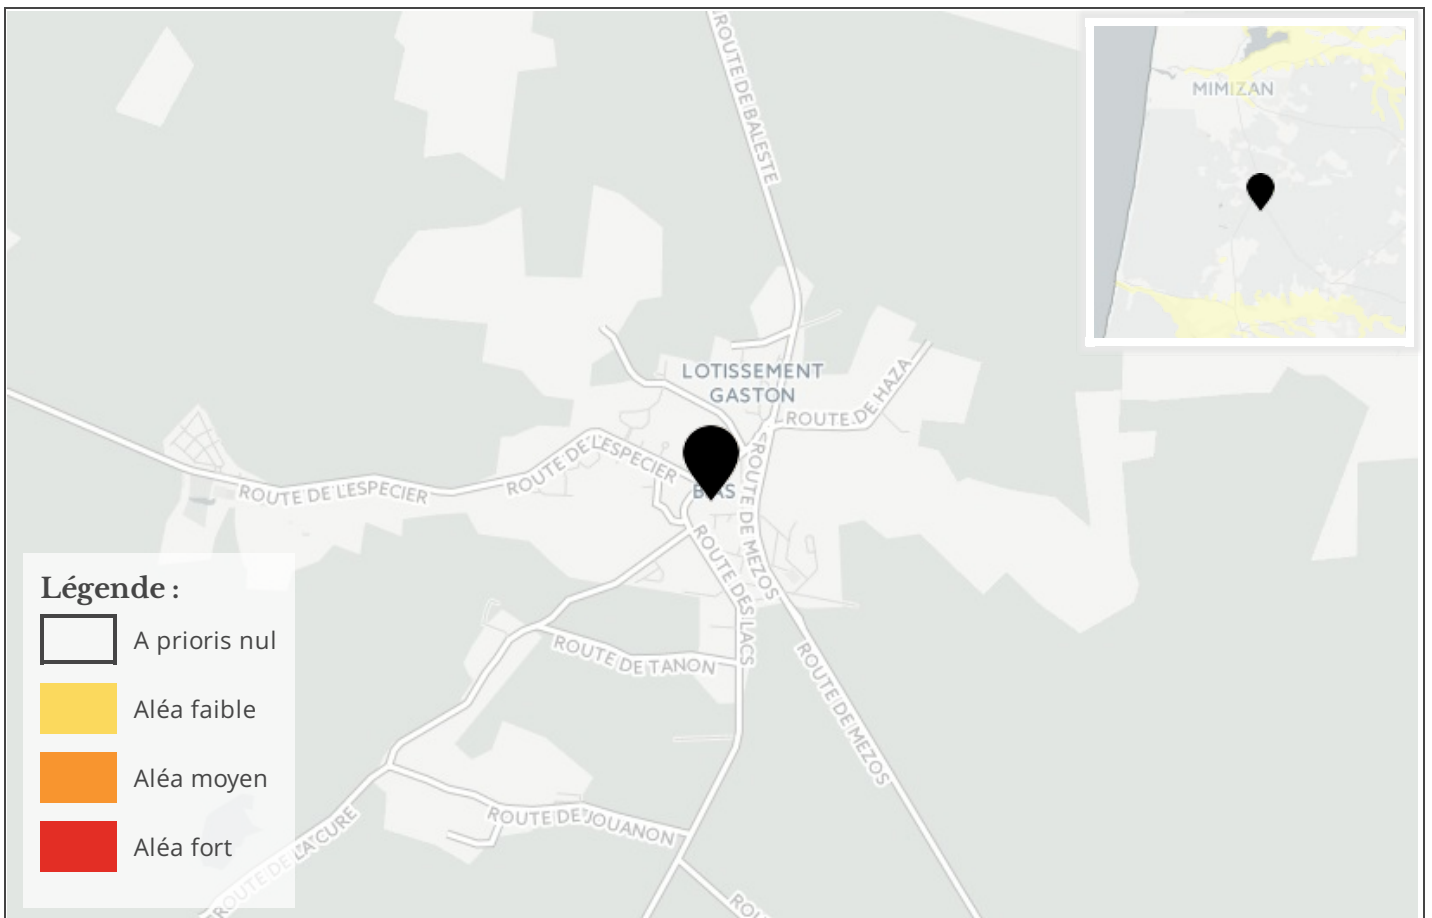 ROUTE DE BALESTE
MIMIZAN
LOTISSEMENT
GASTON
ROUTE DE HAZA
ROUTE DE L'ESPECIER
ROUTE DE L'ESPECIER
BIAS
ROUTE DE MEZOS
ROUTE DES LACS
ROUTE DE TANON
ROUTE DE MEZOS
ROUTE DE JOUANON
ROUTE DE LA CURE
ROU
Légende :
A prioris nul
Aléa faible
Aléa moyen
Aléa fort